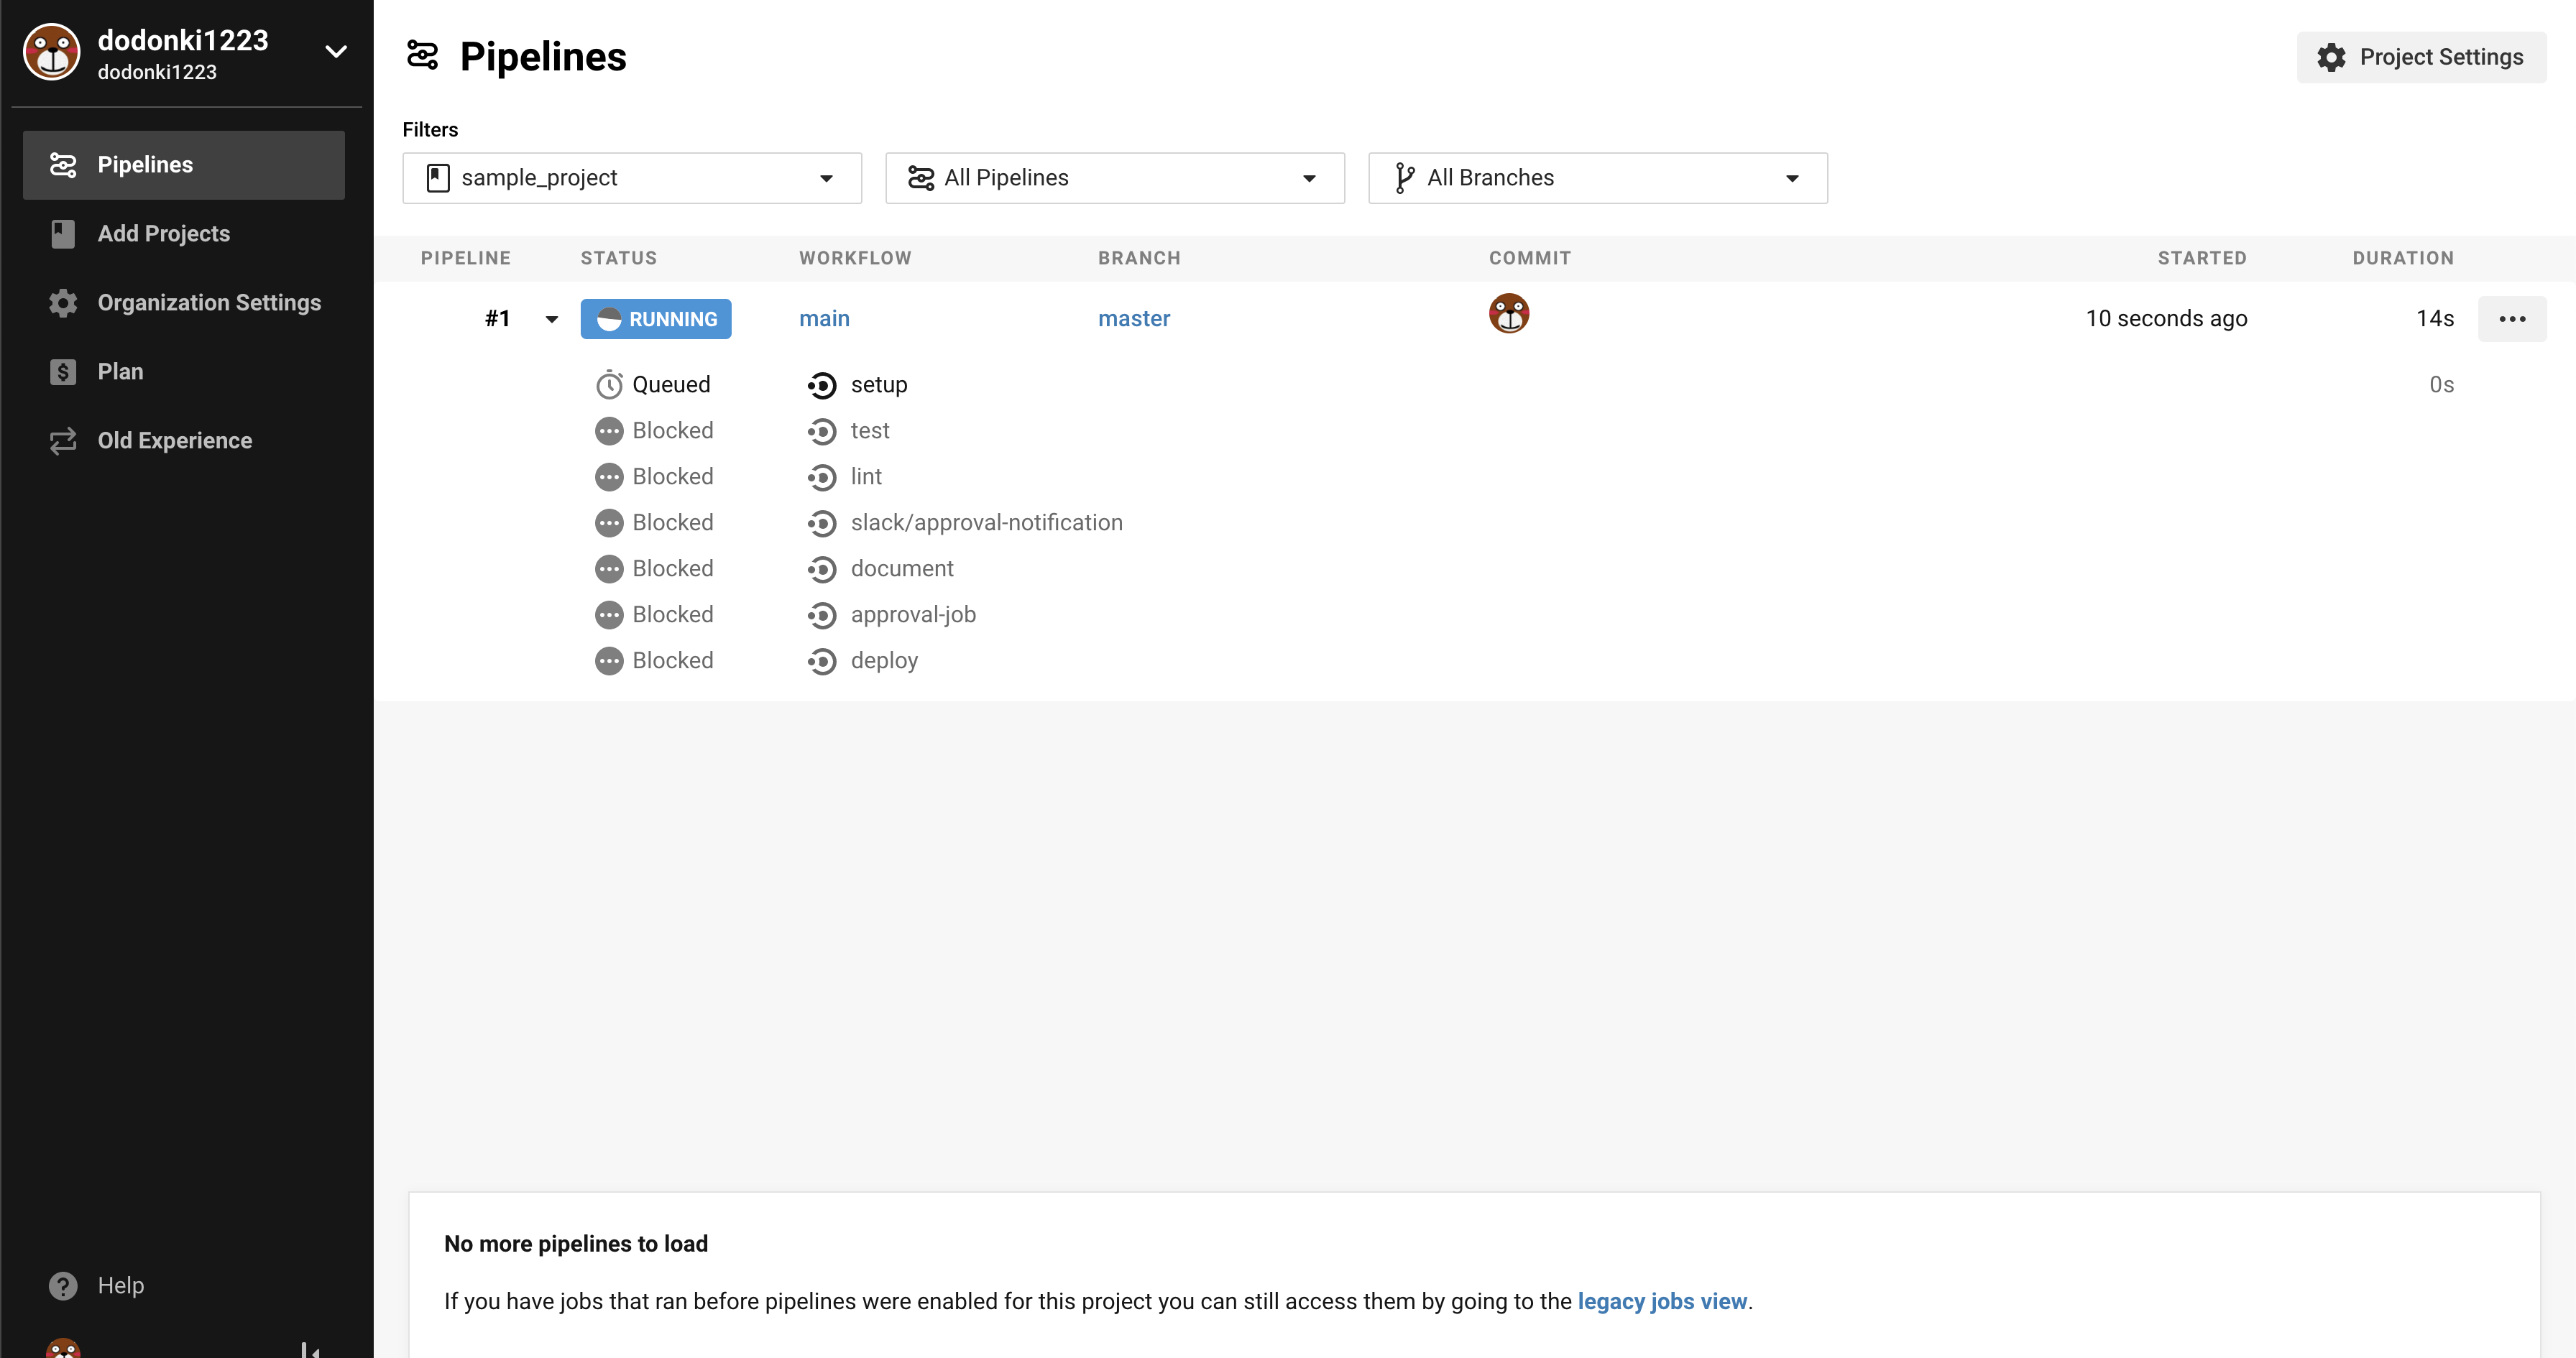 dodonki1223
dodonki1223
Pipelines
Add Projects
Organization Settings
Plan
Old Experience
Help
Pipelines
Project Settings
Filters
sample_project
All Pipelines
All Branches
PIPELINE STATUS WORKFLOW BRANCH COMMIT STARTED DURATION
#1 RUNNING main master 10 seconds ago 14s
Queued setup 0s
Blocked test
Blocked lint
Blocked slack/approval-notification
Blocked document
Blocked approval-job
Blocked deploy
No more pipelines to load
If you have jobs that ran before pipelines were enabled for this project you can still access them by going to the legacy jobs view.